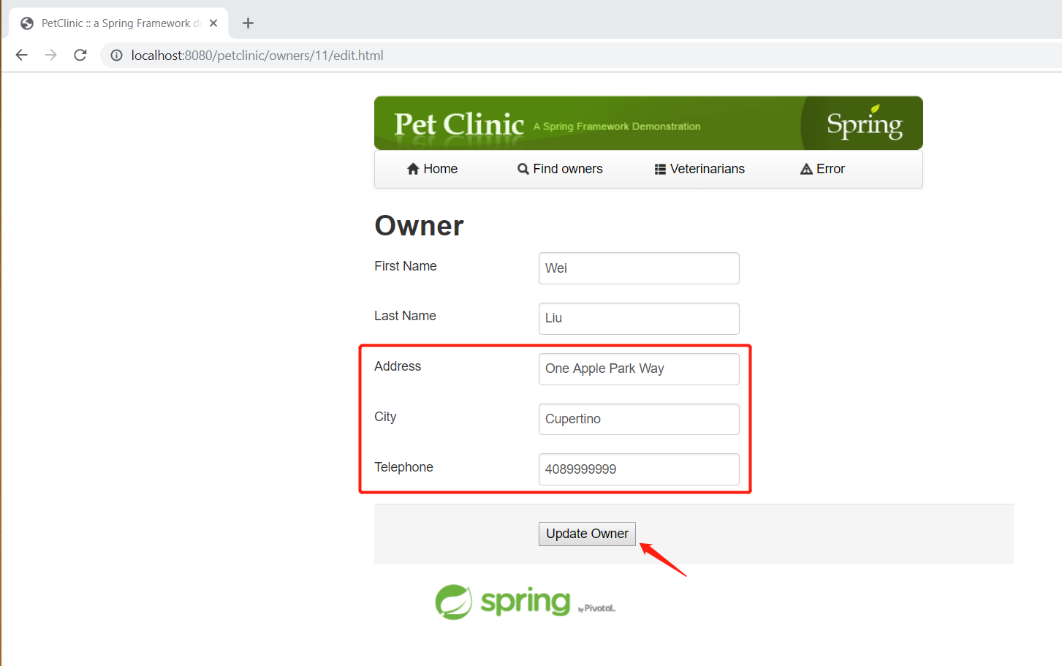 PetClinic :: a Spring Framework d
localhost:8080/petclinic/owners/11/edit.html
Pet Clinic A Spring Framework Demonstration Spring
Home Find owners Veterinarians Error
Owner
First Name Wei
Last Name Liu
Address One Apple Park Way
City Cupertino
Telephone 4089999999
Update Owner
spring by Pivotal.